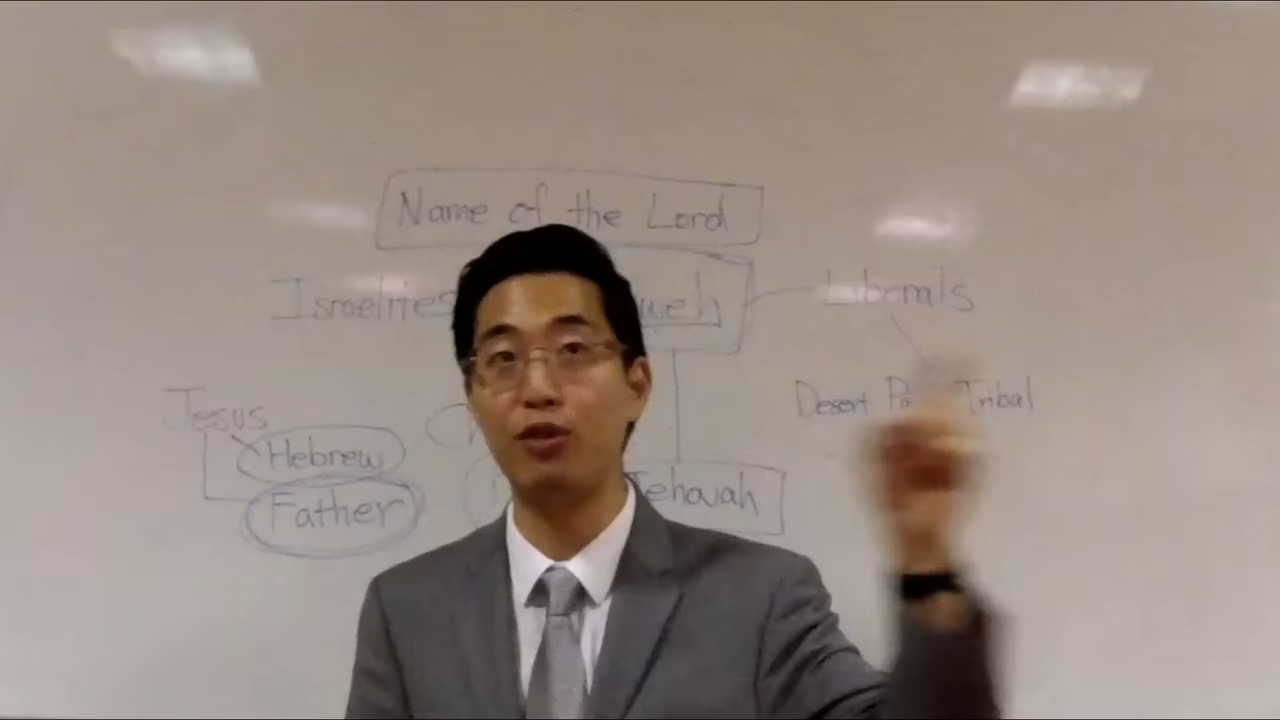 Name of the Lord
Israelites
Liberals
Jesus
Desert Tribal
Hebrew
Father
Jehovah